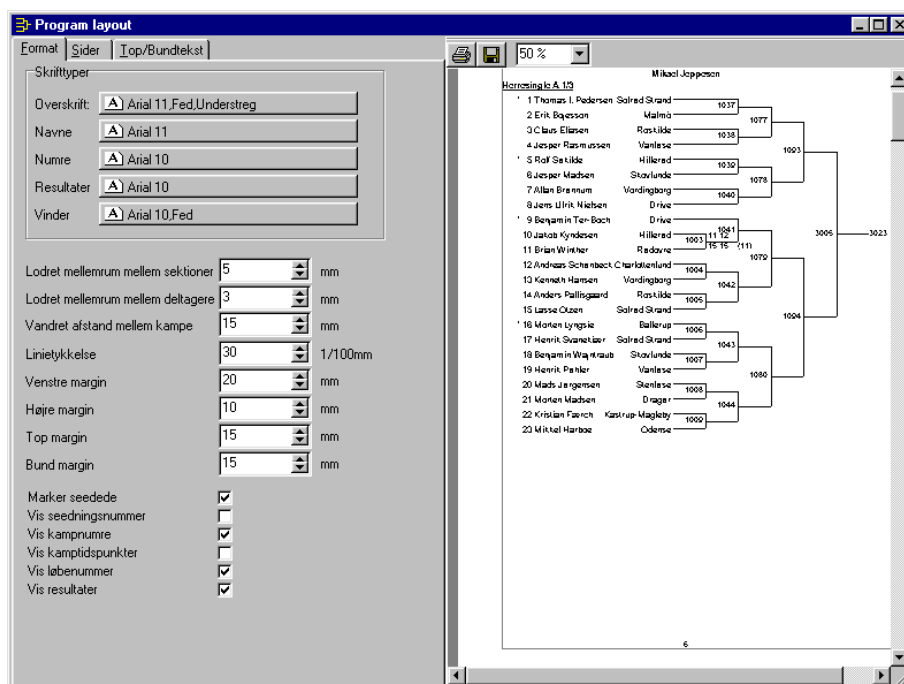 Program layout
Format Sider Top/Bundtekst
Skrifttyper
Overskrift: Arial 11,Fed,Understreg
Navne Arial 11
Numre Arial 10
Resultater Arial 10
Vinder Arial 10,Fed
Lodret mellemrum mellem sektioner 5 mm
Lodret mellemrum mellem deltagere 3 mm
Vandret afstand mellem kampe 15 mm
Linietykkelse 30 1/100mm
Venstre margin 20 mm
Højre margin 10 mm
Top margin 15 mm
Bund margin 15 mm
Marker seedede
Vis seedningsnummer
Vis kampnumre
Vis kamptidspunkter
Vis løbenummer
Vis resultater
50 %
Mikael Jeppesen
Herresingle A 1/3
' 1 Thomas I. Pedersen Solrød Strand
1037
2 Erik Bojesson Malmö
1077
3 Claus Eliasen Roskilde
1038
4 Jesper Rasmussen Vanløse
1093
' 5 Rolf Sekilde Hillerød
1039
6 Jesper Madsen Skovlunde
1078
7 Allan Brønnum Vordingborg
1040
8 Jens Ulrik Nielsen Drive
' 9 Benjamin Ter-Boch Drive
1041
3005 3023
10 Jakob Kyndesen Hillerød
1003 11 12
11 Brian Winther Rødovre
15 15 (11)
1079
12 Andreas Schønbeck Charlottenlund
1004
13 Kenneth Hansen Vordingborg
1042
14 Anders Pallisgaard Roskilde
1005
15 Lasse Olzen Solrød Strand
1094
' 16 Morten Lyngsie Ballerup
1006
17 Henrik Svanekizer Solrød Strand
1043
18 Benjamin Wajntraub Skovlunde
1007
19 Henrik Pøhler Vanløse
1080
20 Mads Jørgensen Stenløse
1008
21 Morten Madsen Dragør
1044
22 Kristian Færch Kastrup-Magleby
1009
23 Mikkel Harboe Odense
6